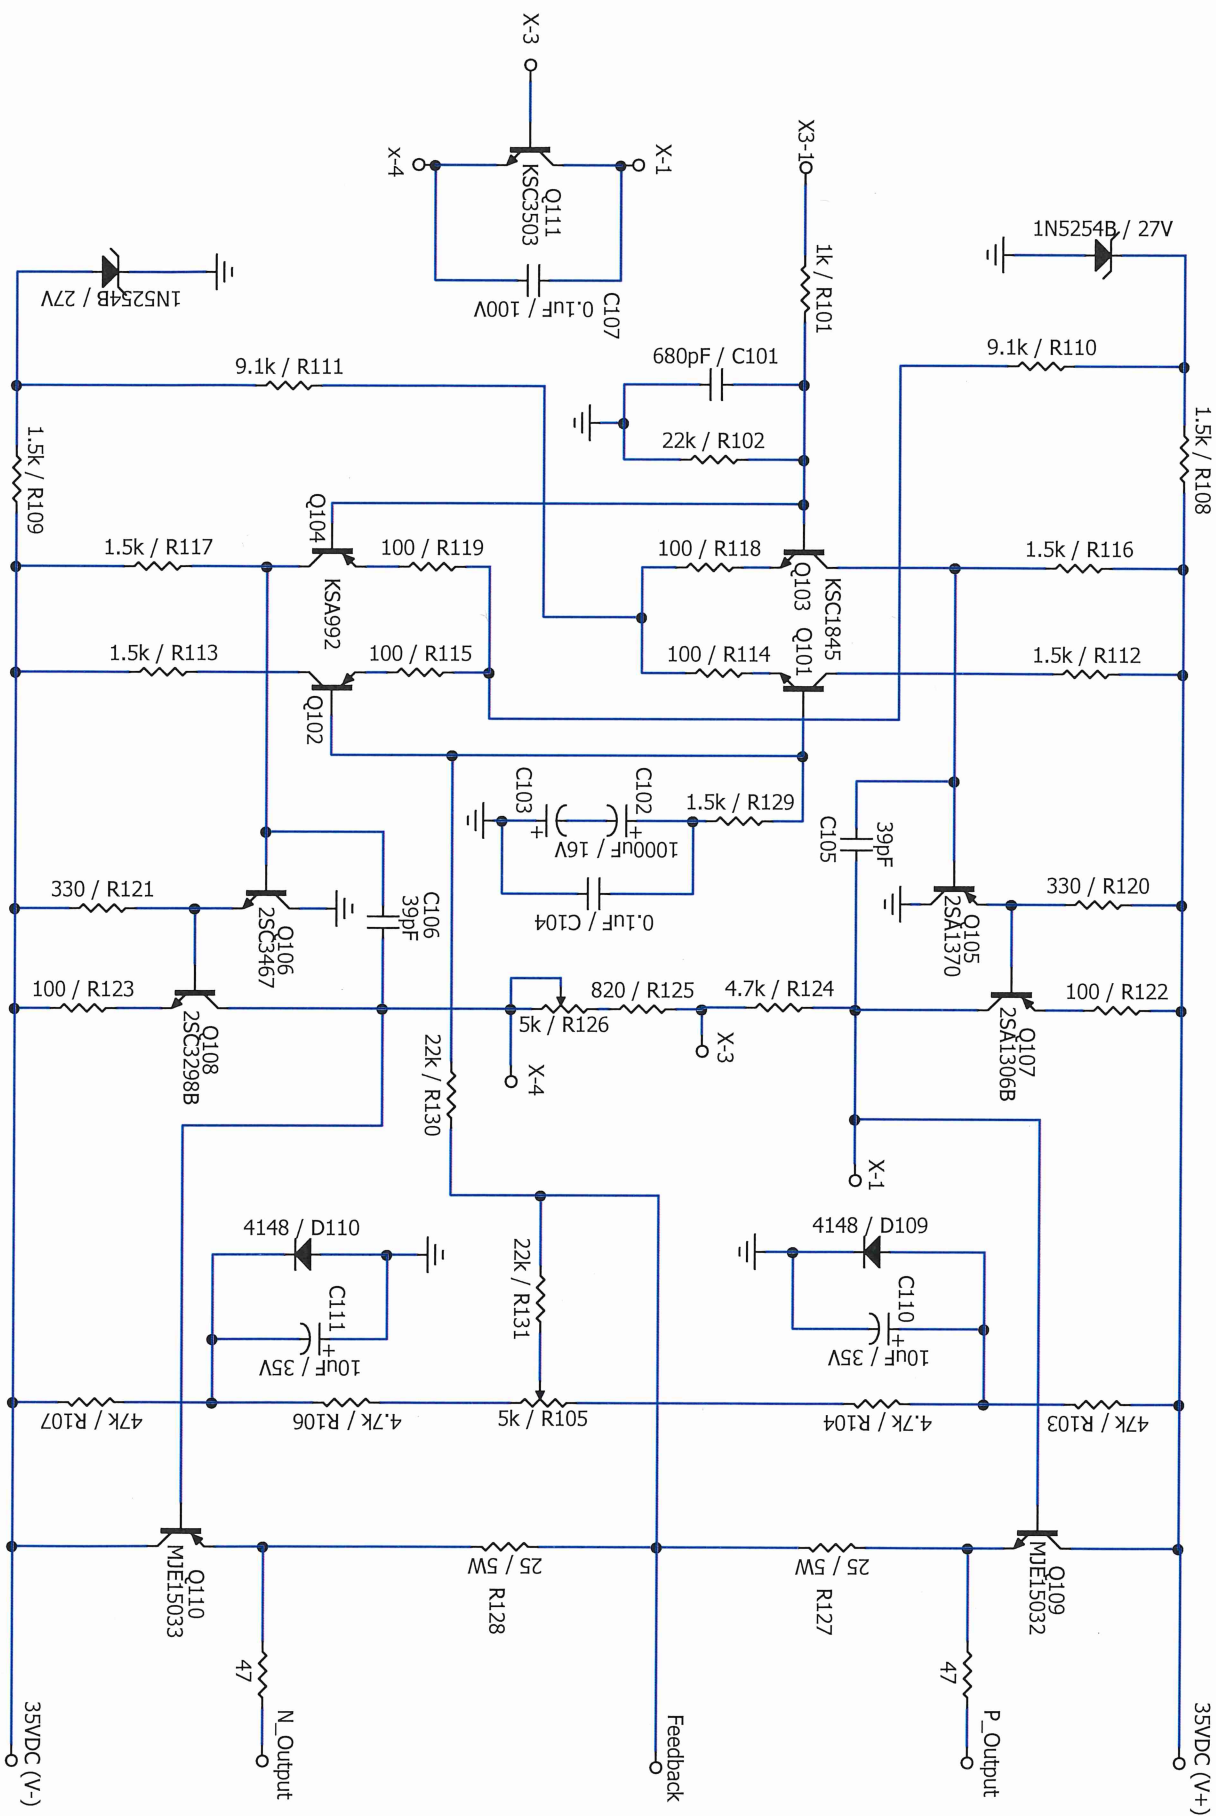 X-3
Q111
KSC3503
X-1
x-4
C107
0.1uF / 100V
X3-1
1k / R101
1N5254B / 27V
1N5254B / 27V
9.1k / R111
680pF / C101
9.1k / R110
22k / R102
1.5k / R109
1.5k / R108
Q104
KSA992
1.5k / R117
100 / R119
100 / R118
Q103
KSC1845
1.5k / R116
1.5k / R113
100 / R115
Q102
100 / R114
Q101
1.5k / R112
C103
+
C102
+
1000uF / 16V
1.5k / R129
0.1uF / C104
39pF
C105
330 / R121
Q106
2SC3467
C106
39pF
Q105
2SA1370
330 / R120
100 / R123
Q108
2SC3298B
5k / R126
820 / R125
4.7k / R124
Q107
2SA1306B
100 / R122
X-4
X-3
22k / R130
X-1
4148 / D110
C111
+
10uF / 35V
22k / R131
4148 / D109
C110
+
10uF / 35V
47k / R107
4.7K / R106
5k / R105
4.7K / R104
47k / R103
Q110
MJE15033
25 / 5W
R128
25 / 5W
R127
Q109
MJE15032
47
47
35VDC (V-)
N_Output
Feedback
P_Output
35VDC (V+)